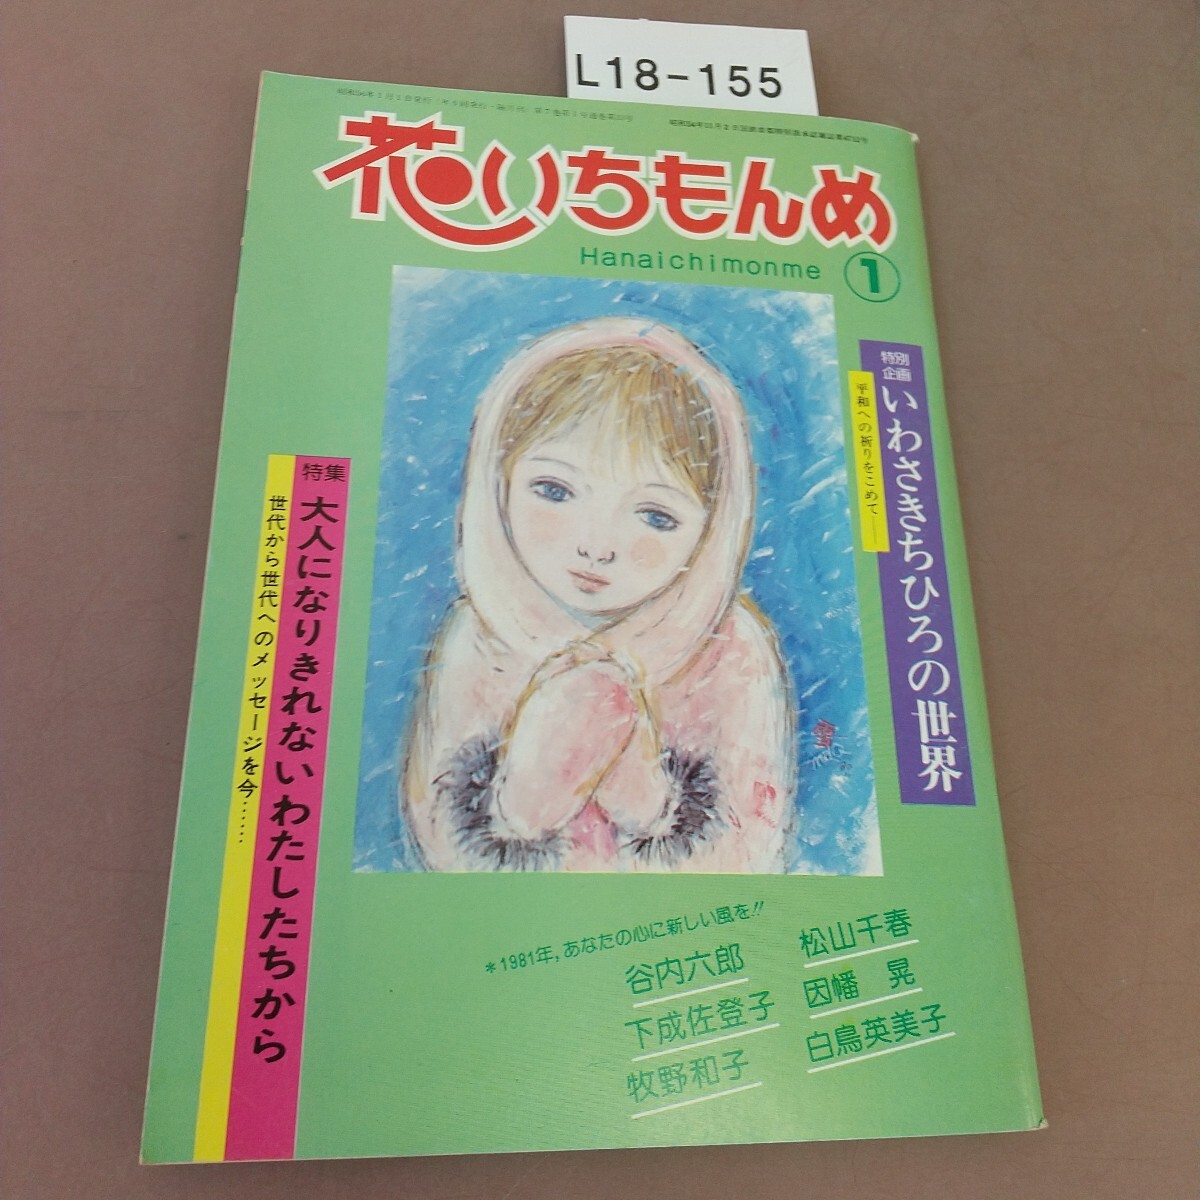 L18-155
花いちもんめ
Hanaichimonme
1
特別
企画
いわさきちひろの世界
平和への祈りをこめて――
特集
大人になりきれないわたしたちから
世代から世代へのメッセージを今……
＊1981年，あなたの心に新しい風を!!
谷内六郎
松山千春
下成佐登子
因幡 晃
牧野和子
白鳥英美子